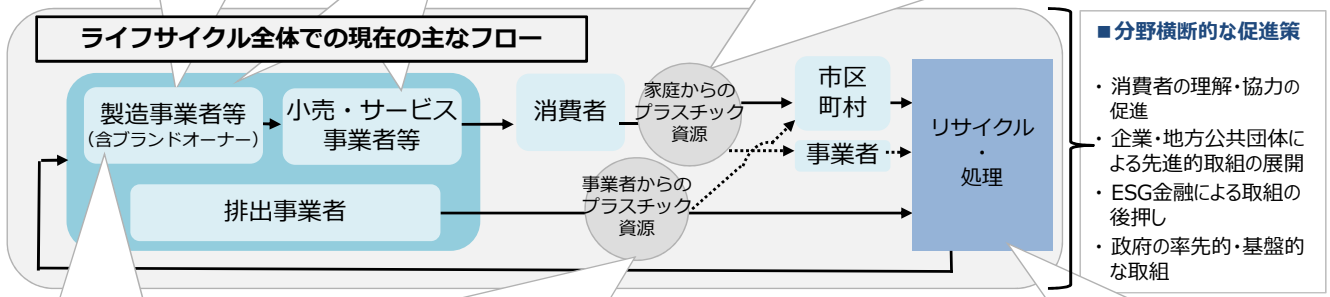 ライフサイクル全体での現在の主なフロー
製造事業者等
(含ブランドオーナー)
小売・サービス
事業者等
排出事業者
消費者
家庭からの
プラスチック
資源
事業者からの
プラスチック
資源
市区
町村
事業者
リサイクル
・
処理
■分野横断的な促進策
・ 消費者の理解・協力の
促進
・ 企業・地方公共団体に
よる先進的取組の展開
・ ESG金融による取組の
後押し
・ 政府の率先的・基盤的
な取組